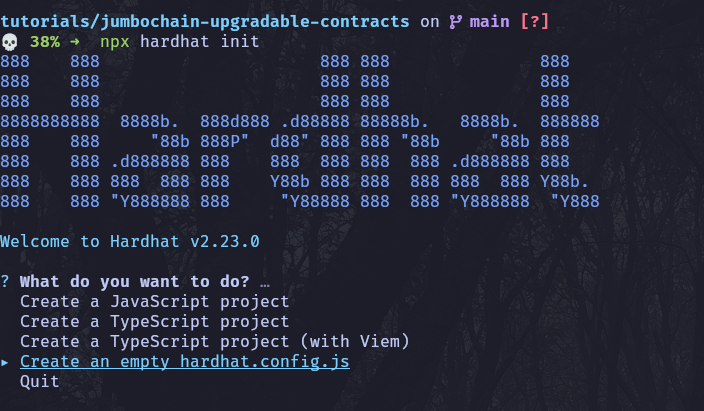 tutorials/jumbochain-upgradable-contracts on main [?]
💀 38% → npx hardhat init
888    888                      888 888               888
888    888                      888 888               888
888    888                      888 888               888
8888888888  8888b.  888d888 .d88888 88888b.   8888b.  888888
888    888     "88b 888P"  d88" 888 888 "88b     "88b 888
888    888 .d888888 888    888  888 888  888 .d888888 888
888    888 888  888 888    Y88b 888 888  888 888  888 Y88b.
888    888 "Y888888 888     "Y88888 888  888 "Y888888  "Y888
Welcome to Hardhat v2.23.0
? What do you want to do? …
Create a JavaScript project
Create a TypeScript project
Create a TypeScript project (with Viem)
▸ Create an empty hardhat.config.js
Quit